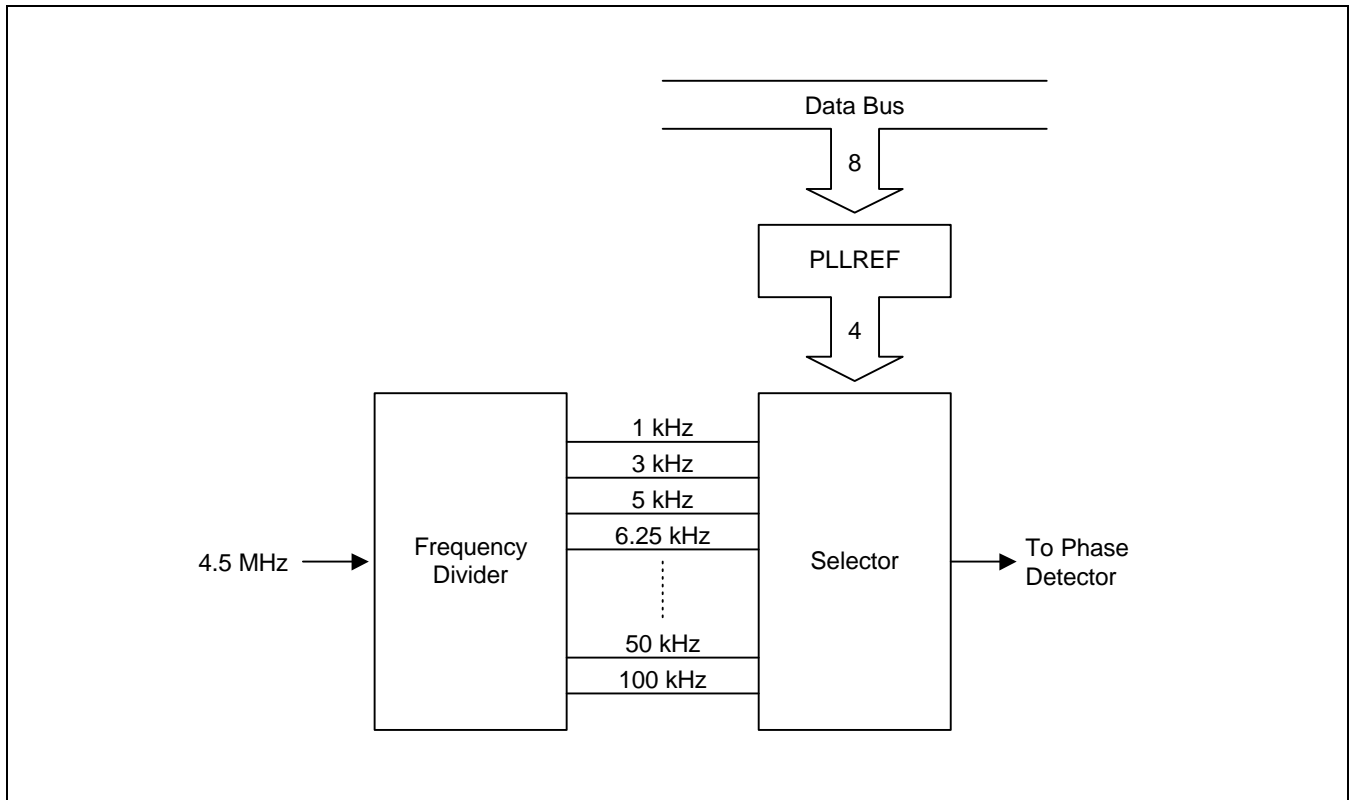 Data Bus
8
PLLREF
4
1 kHz
3 kHz
5 kHz
6.25 kHz
50 kHz
100 kHz
4.5 MHz
Frequency
Divider
Selector
To Phase
Detector